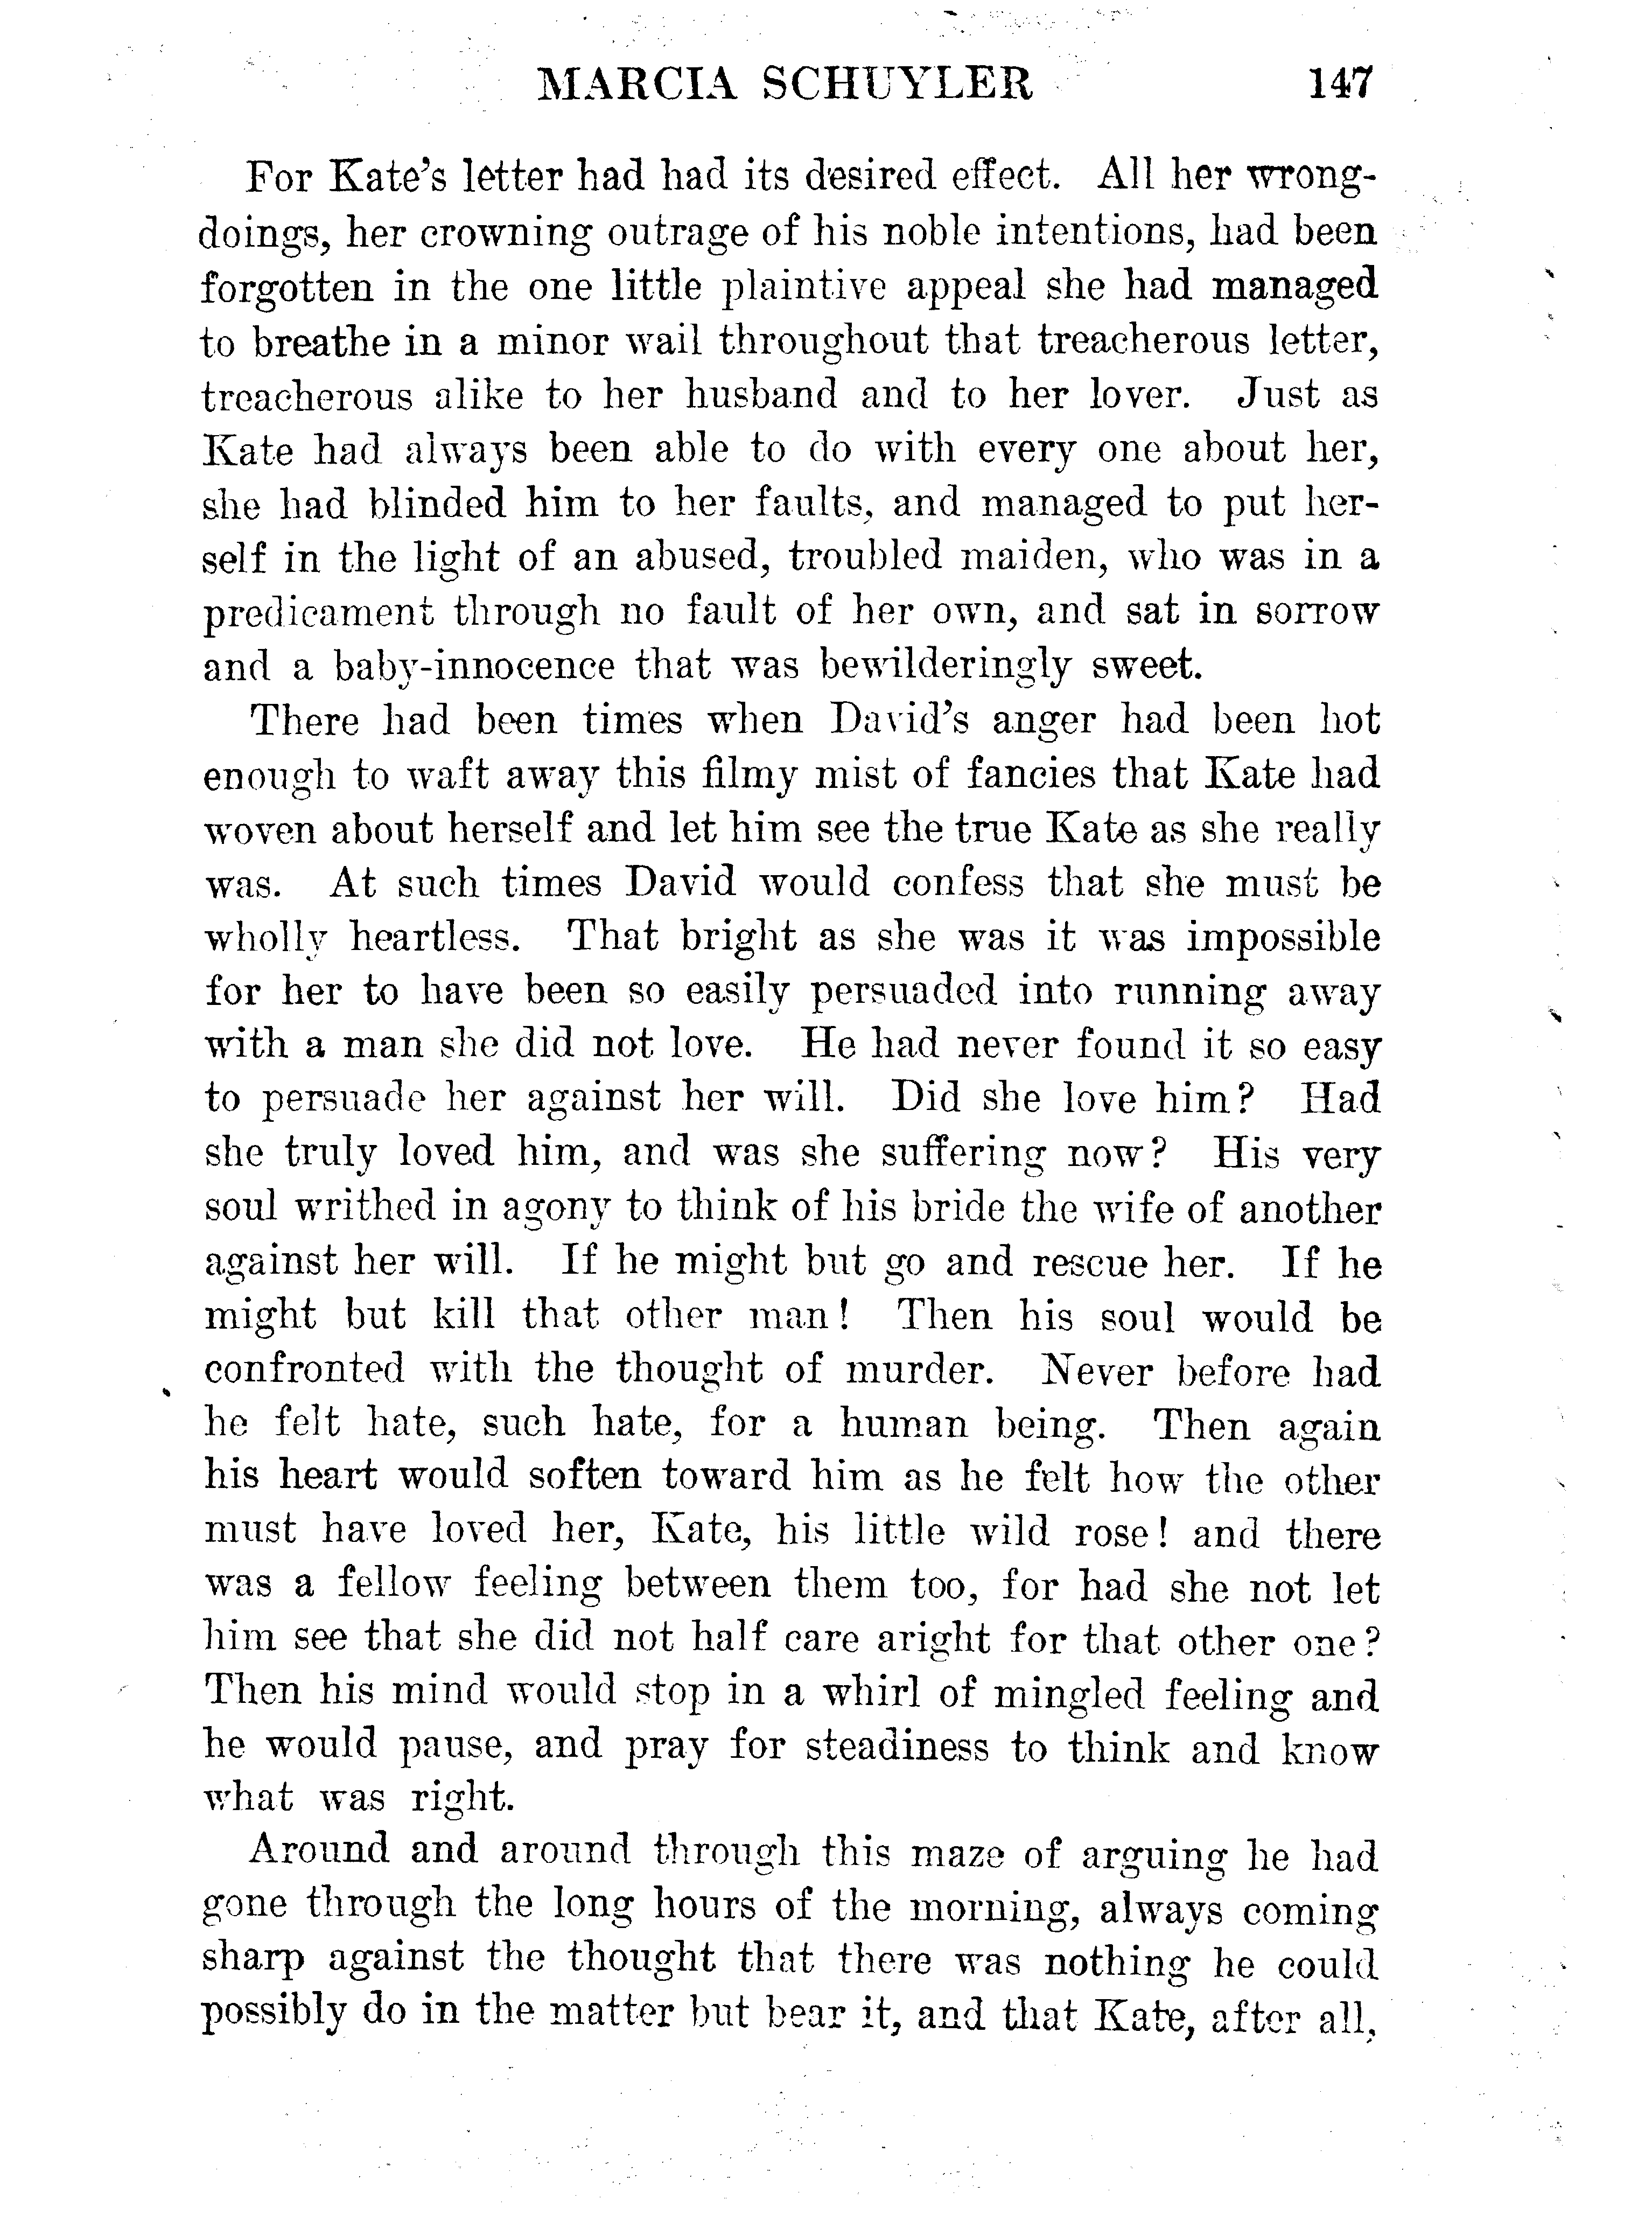 MARCIA SCHUYLER 147
For Kate's letter had had its desired effect. All her wrong-
doings, her crowning outrage of his noble intentions, had been
forgotten in the one little plaintive appeal she had managed
to breathe in a minor wail throughout that treacherous letter,
treacherous alike to her husband and to her lover. Just as
Kate had always been able to do with every one about her,
she had blinded him to her faults, and managed to put her-
self in the light of an abused, troubled maiden, who was in a
predicament through no fault of her own, and sat in sorrow
and a baby-innocence that was bewilderingly sweet.
There had been times when David's anger had been hot
enough to waft away this filmy mist of fancies that Kate had
woven about herself and let him see the true Kate as she really
was. At such times David would confess that she must be
wholly heartless. That bright as she was it was impossible
for her to have been so easily persuaded into running away
with a man she did not love. He had never found it so easy
to persuade her against her will. Did she love him? Had
she truly loved him, and was she suffering now? His very
soul writhed in agony to think of his bride the wife of another
against her will. If he might but go and rescue her. If he
might but kill that other man! Then his soul would be
confronted with the thought of murder. Never before had
he felt hate, such hate, for a human being. Then again
his heart would soften toward him as he felt how the other
must have loved her, Kate, his little wild rose! and there
was a fellow feeling between them too, for had she not let
him see that she did not half care aright for that other one?
Then his mind would stop in a whirl of mingled feeling and
he would pause, and pray for steadiness to think and know
what was right.
Around and around through this maze of arguing he had
gone through the long hours of the morning, always coming
sharp against the thought that there was nothing he could
possibly do in the matter but bear it, and that Kate, after all,